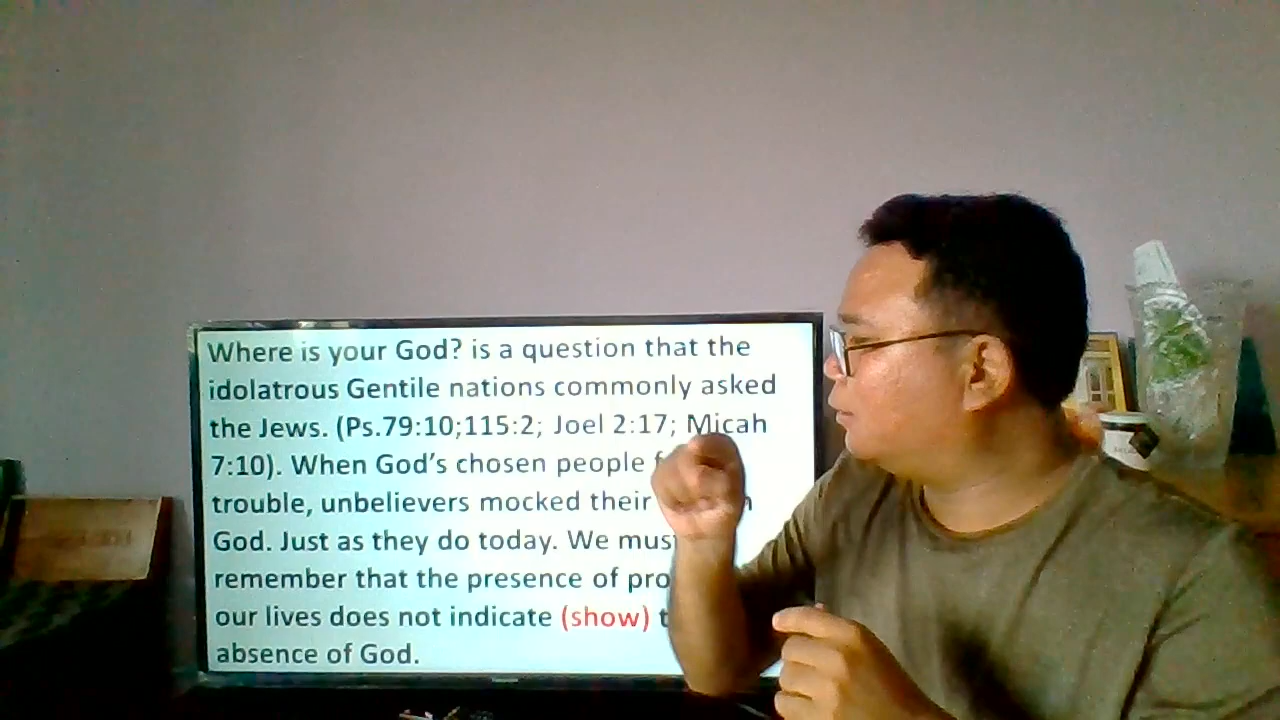 Where is your God? is a question that the
idolatrous Gentile nations commonly asked
the Jews. (Ps.79:10;115:2; Joel 2:17; Micah
7:10). When God's chosen people
trouble, unbelievers mocked their
God. Just as they do today. We must
remember that the presence of
our lives does not indicate (show)
absence of God.